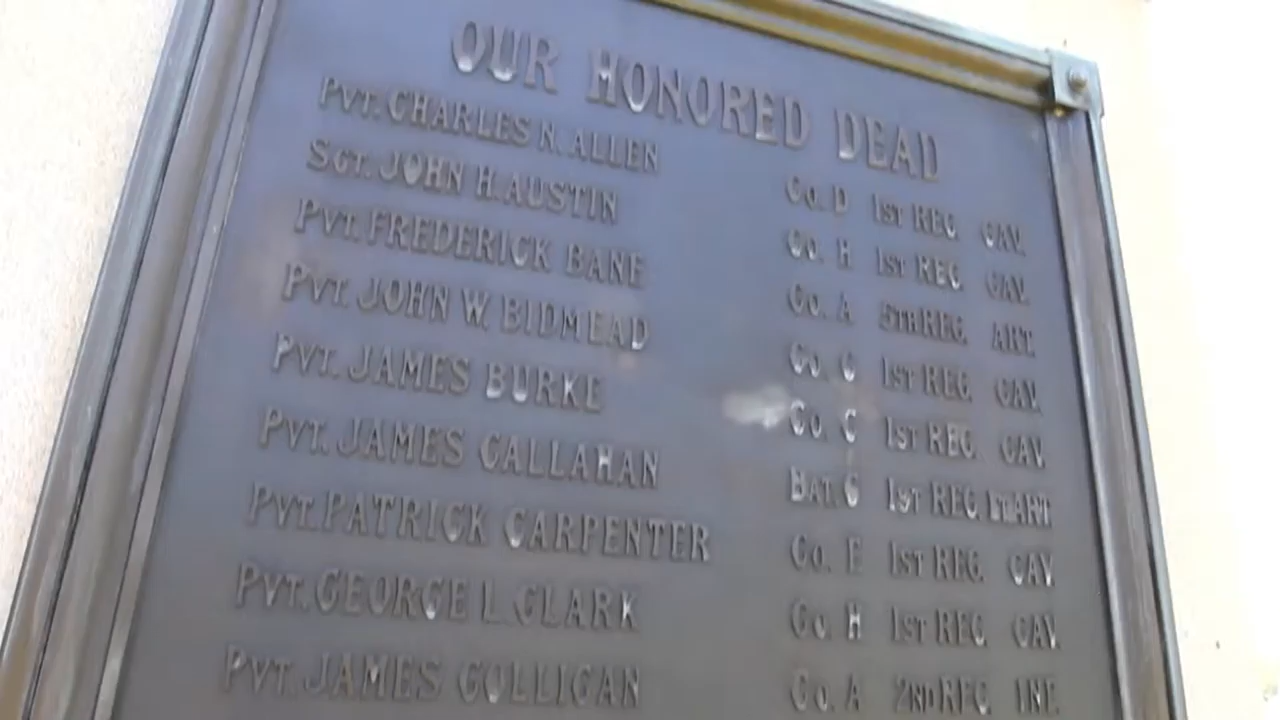 OUR HONORED DEAD
PVT. CHARLES N. ALLEN CO. D 1ST REG. CAV.
SGT. JOHN H. AUSTIN CO. H 1ST REG. CAV.
PVT. FREDERICK BANE CO. A 5TH REG. ART.
PVT. JOHN W. BIDMEAD CO. C 1ST REG. CAV.
PVT. JAMES BURKE CO. C 1ST REG. CAV.
PVT. JAMES CALLAHAN BAT. G 1ST REG. LT. ART.
PVT. PATRICK CARPENTER CO. E 1ST REG. CAV.
PVT. GEORGE L. CLARK CO. H 1ST REG. CAV.
PVT. JAMES COLLIGAN CO. A 2ND REG. INF.